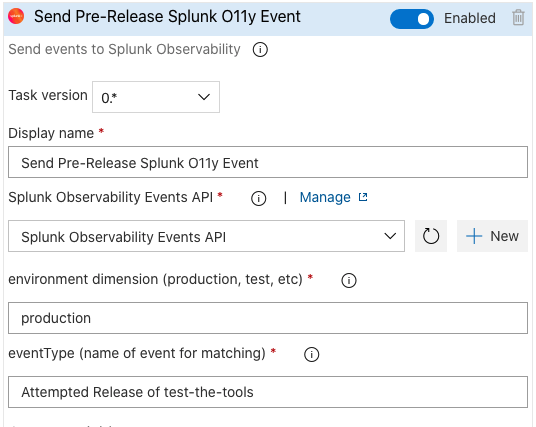 Send Pre-Release Splunk O11y Event Enabled
Send events to Splunk Observability
Task version 0.*
Display name *
Send Pre-Release Splunk O11y Event
Splunk Observability Events API * | Manage
Splunk Observability Events API New
environment dimension (production, test, etc) *
production
eventType (name of event for matching) *
Attempted Release of test-the-tools